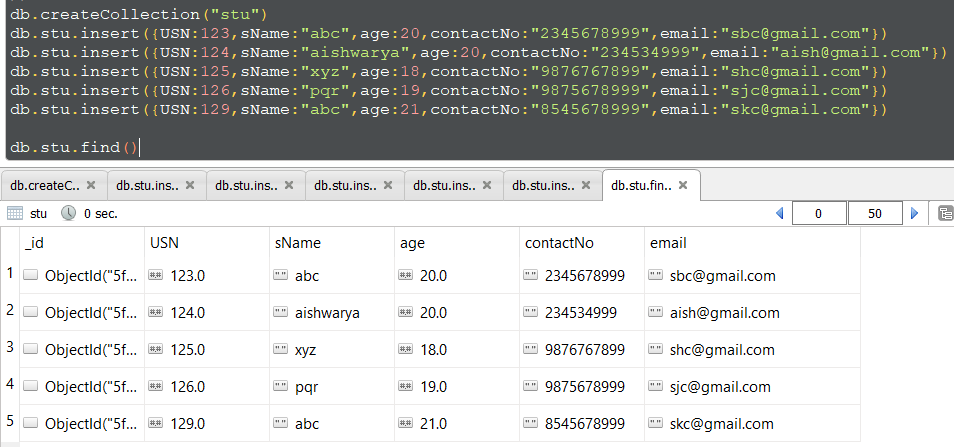 db.createCollection("stu")
db.stu.insert({USN:123,sName:"abc",age:20,contactNo:"2345678999",email:"sbc@gmail.com"})
db.stu.insert({USN:124,sName:"aishwarya",age:20,contactNo:"234534999",email:"aish@gmail.com"})
db.stu.insert({USN:125,sName:"xyz",age:18,contactNo:"9876767899",email:"shc@gmail.com"})
db.stu.insert({USN:126,sName:"pqr",age:19,contactNo:"9875678999",email:"sjc@gmail.com"})
db.stu.insert({USN:129,sName:"abc",age:21,contactNo:"8545678999",email:"skc@gmail.com"})
db.stu.find()
db.createC.. db.stu.ins.. db.stu.ins.. db.stu.ins.. db.stu.ins.. db.stu.ins.. db.stu.fin..
stu 0 sec. 0 50
_id USN sName age contactNo email
1 ObjectId("5f... 123.0 abc 20.0 2345678999 sbc@gmail.com
2 ObjectId("5f... 124.0 aishwarya 20.0 234534999 aish@gmail.com
3 ObjectId("5f... 125.0 xyz 18.0 9876767899 shc@gmail.com
4 ObjectId("5f... 126.0 pqr 19.0 9875678999 sjc@gmail.com
5 ObjectId("5f... 129.0 abc 21.0 8545678999 skc@gmail.com